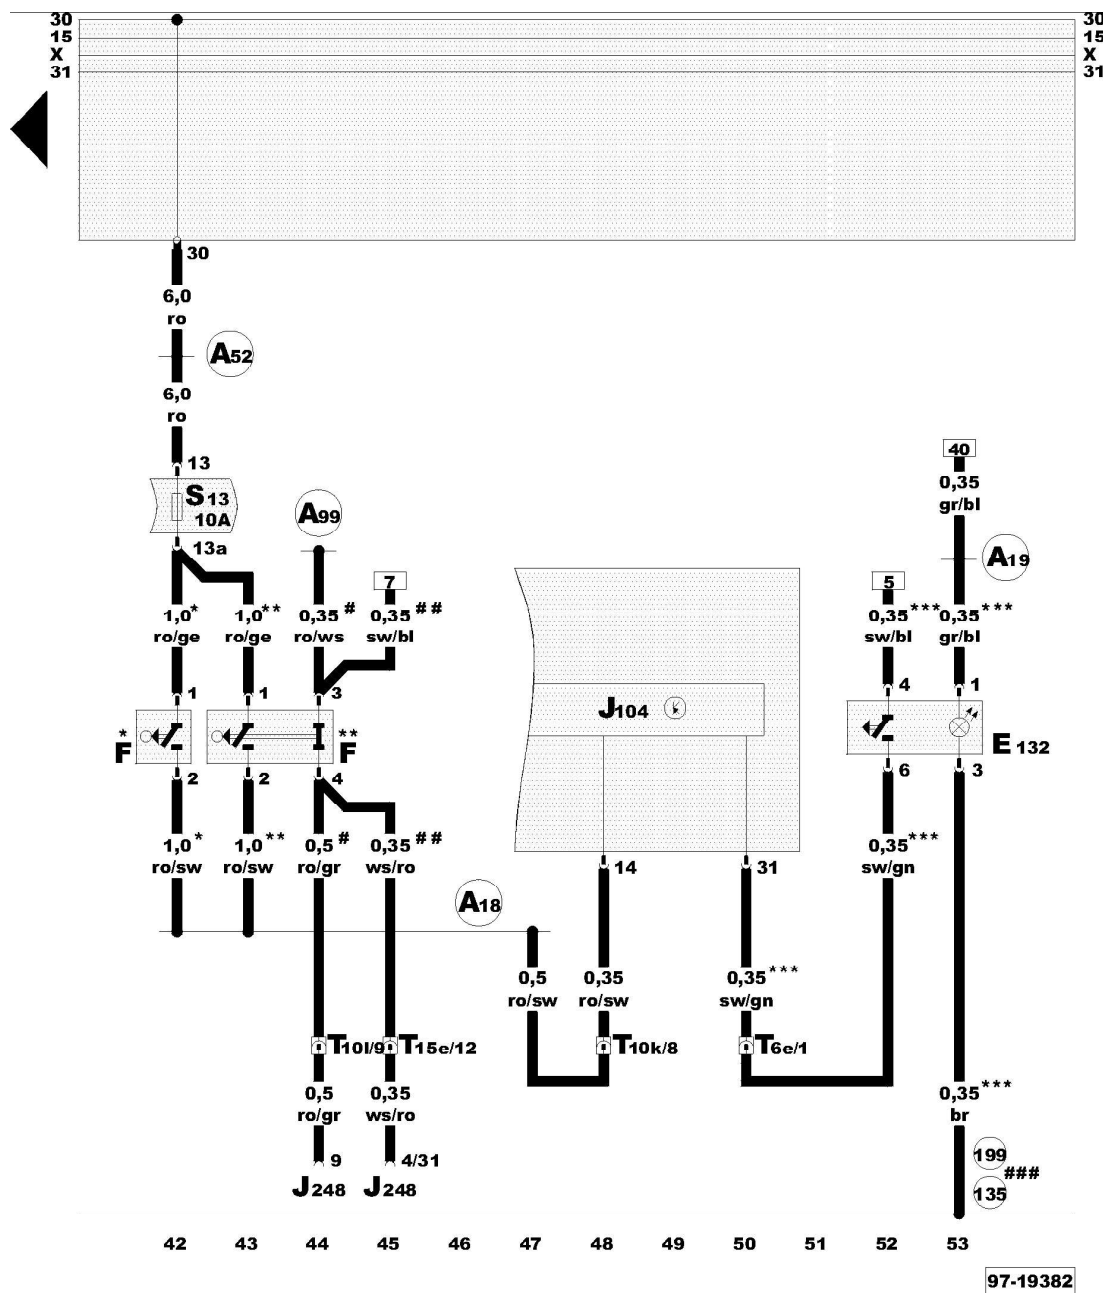 30 30
15 15
X X
31 31
30
6,0
ro
A52
6,0
ro
13
40
S13
10A
0,35
gr/bl
A99
13a
A19
7
5
1,0* 1,0** 0,35# 0,35## 0,35*** 0,35***
ro/ge ro/ge ro/ws sw/bl sw/bl gr/bl
1 1 3 4 1
J104
* **
F F
E132
2 2 4 6 3
1,0* 1,0** 0,5# 0,35## 0,35***
ro/sw ro/sw ro/gr ws/ro sw/gn
14 31
A18
0,5 0,35 0,35***
ro/sw ro/sw sw/gn
T10l/9 T15e/12 T10k/8 T6e/1
0,5 0,35 0,35***
ro/gr ws/ro br
9 4/31
199
###
J248 J248
135
42 43 44 45 46 47 48 49 50 51 52 53
97-19382